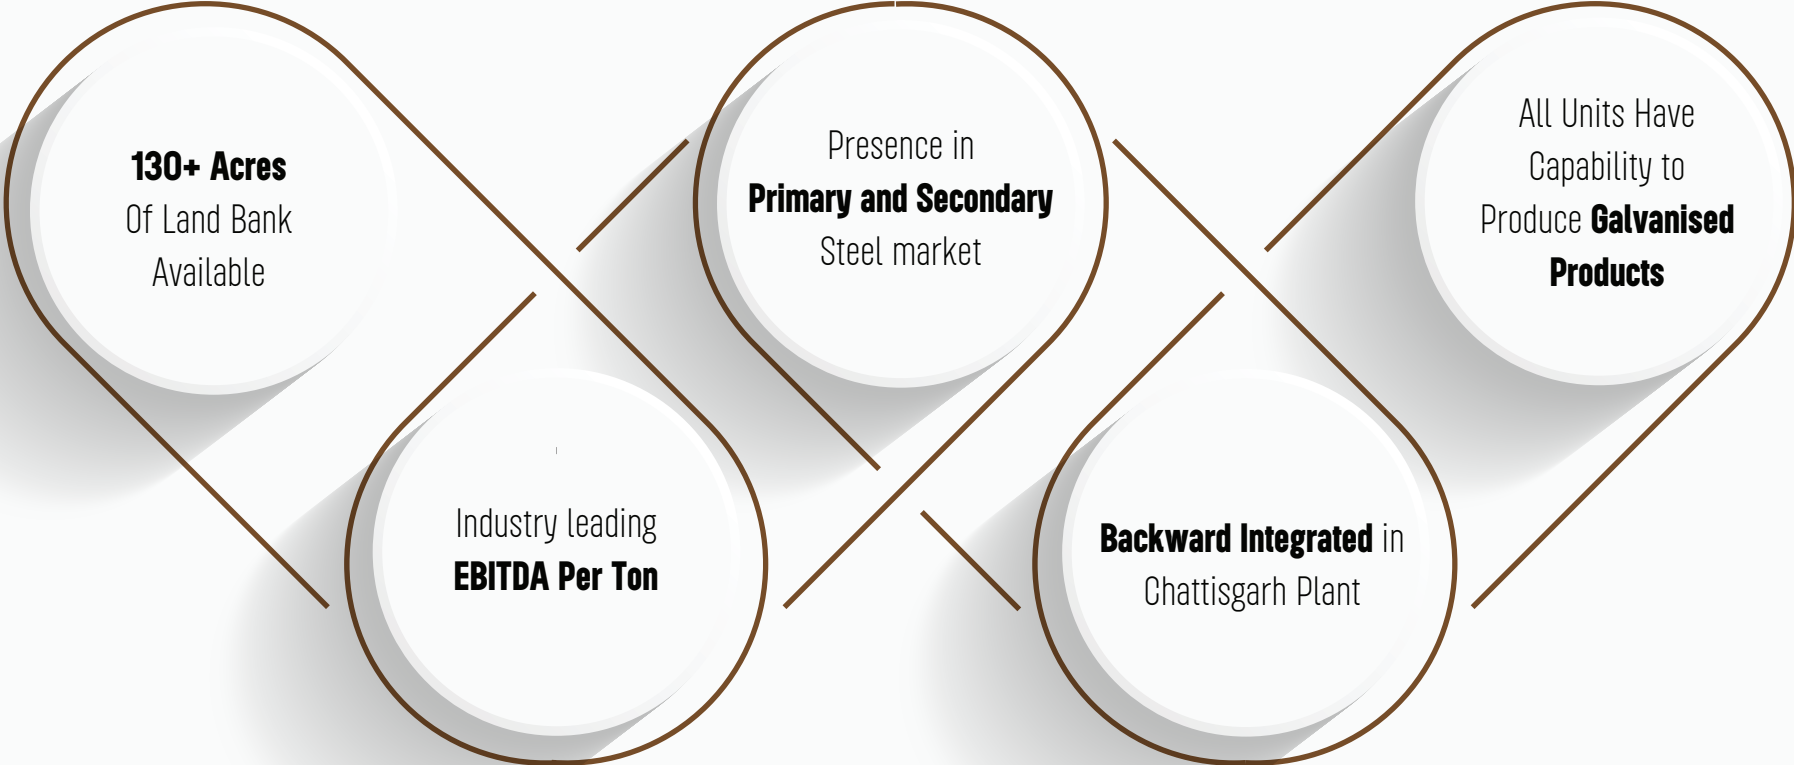 130+ Acres
Of Land Bank
Available
Industry leading
EBITDA Per Ton
Presence in
Primary and Secondary
Steel market
Backward Integrated in
Chattisgarh Plant
All Units Have
Capability to
Produce Galvanised
Products